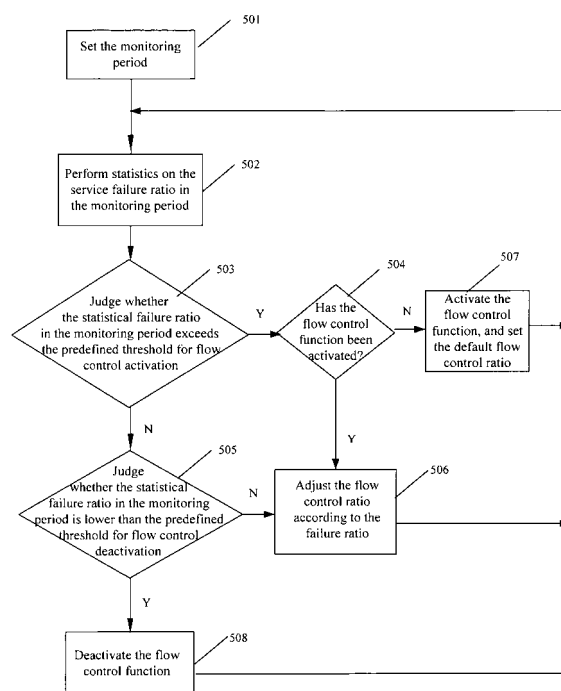 501
Set the monitoring
period
502
Perform statistics on the
service failure ratio in
the monitoring period
503
Judge whether
the statistical failure ratio
in the monitoring period exceeds
the predefined threshold for flow
control activation
Y
504
Has the
flow control
function been
activated?
N
507
Activate the
flow control
function, and set
the default flow
control ratio
N
Y
505
Judge
whether the statistical
failure ratio in the monitoring
period is lower than the predefined
threshold for flow control
deactivation
N
506
Adjust the flow
control ratio
according to the
failure ratio
Y
508
Deactivate the flow
control function